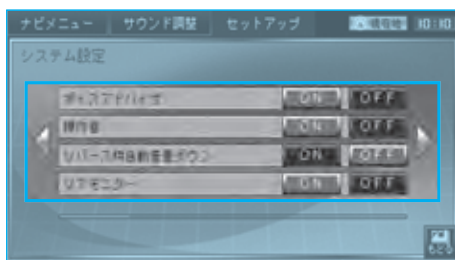 ナビメニュー サウンド調整 セットアップ 現在地 10:10
システム設定
ボイスアドバイザ ON OFF
操作音 ON OFF
リバース時自動音量ダウン ON OFF
リアモニター ON OFF
もどる